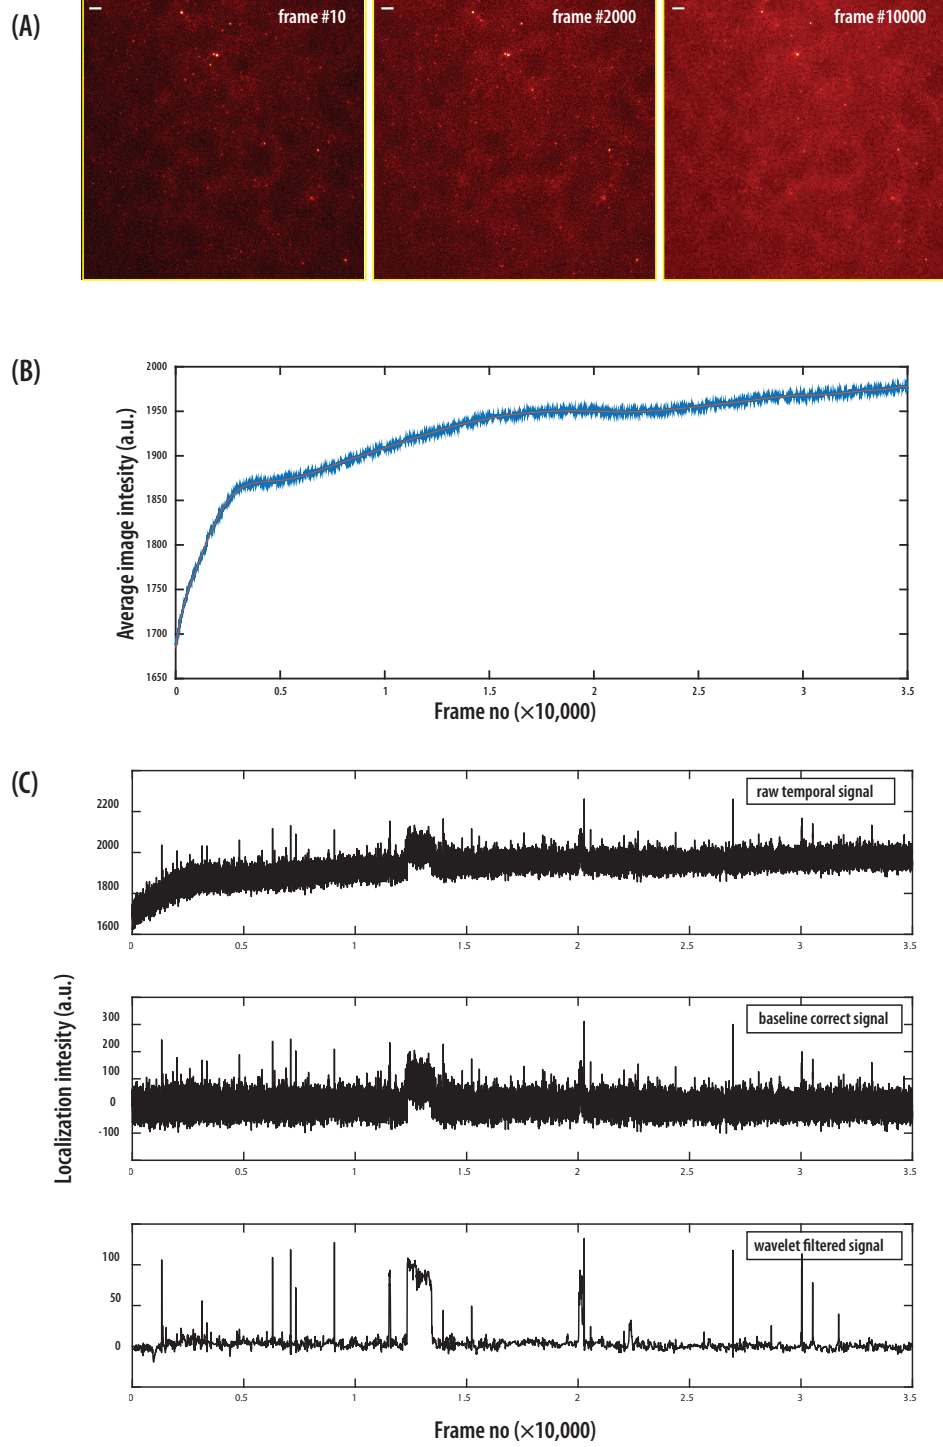 (A)
frame #10
frame #2000
frame #10000
(B)
Average image intesity (a.u.)
2000
1950
1900
1850
1800
1750
1700
1650
0 0.5 1 1.5 2 2.5 3 3.5
Frame no (×10,000)
(C)
Localization intesity (a.u.)
raw temporal signal
2200
2000
1800
1600
0 0.5 1 1.5 2 2.5 3 3.5
baseline correct signal
300
200
100
0
-100
0 0.5 1 1.5 2 2.5 3 3.5
wavelet filtered signal
100
50
0
0 0.5 1 1.5 2 2.5 3 3.5
Frame no (×10,000)